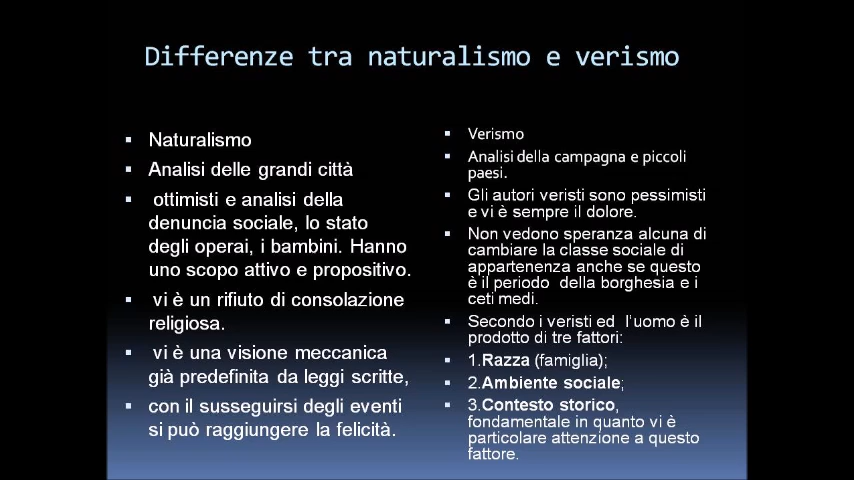 Differenze tra naturalismo e verismo
Naturalismo
Analisi delle grandi città
ottimisti e analisi della
denuncia sociale, lo stato
degli operai, i bambini. Hanno
uno scopo attivo e propositivo.
vi è un rifiuto di consolazione
religiosa.
vi è una visione meccanica
già predefinita da leggi scritte,
con il susseguirsi degli eventi
si può raggiungere la felicità.
Verismo
Analisi della campagna e piccoli
paesi.
Gli autori veristi sono pessimisti
e vi è sempre il dolore.
Non vedono speranza alcuna di
cambiare la classe sociale di
appartenenza anche se questo
è il periodo della borghesia e i
ceti medi.
Secondo i veristi ed l'uomo è il
prodotto di tre fattori:
1.Razza (famiglia);
2.Ambiente sociale;
3.Contesto storico,
fondamentale in quanto vi è
particolare attenzione a questo
fattore.